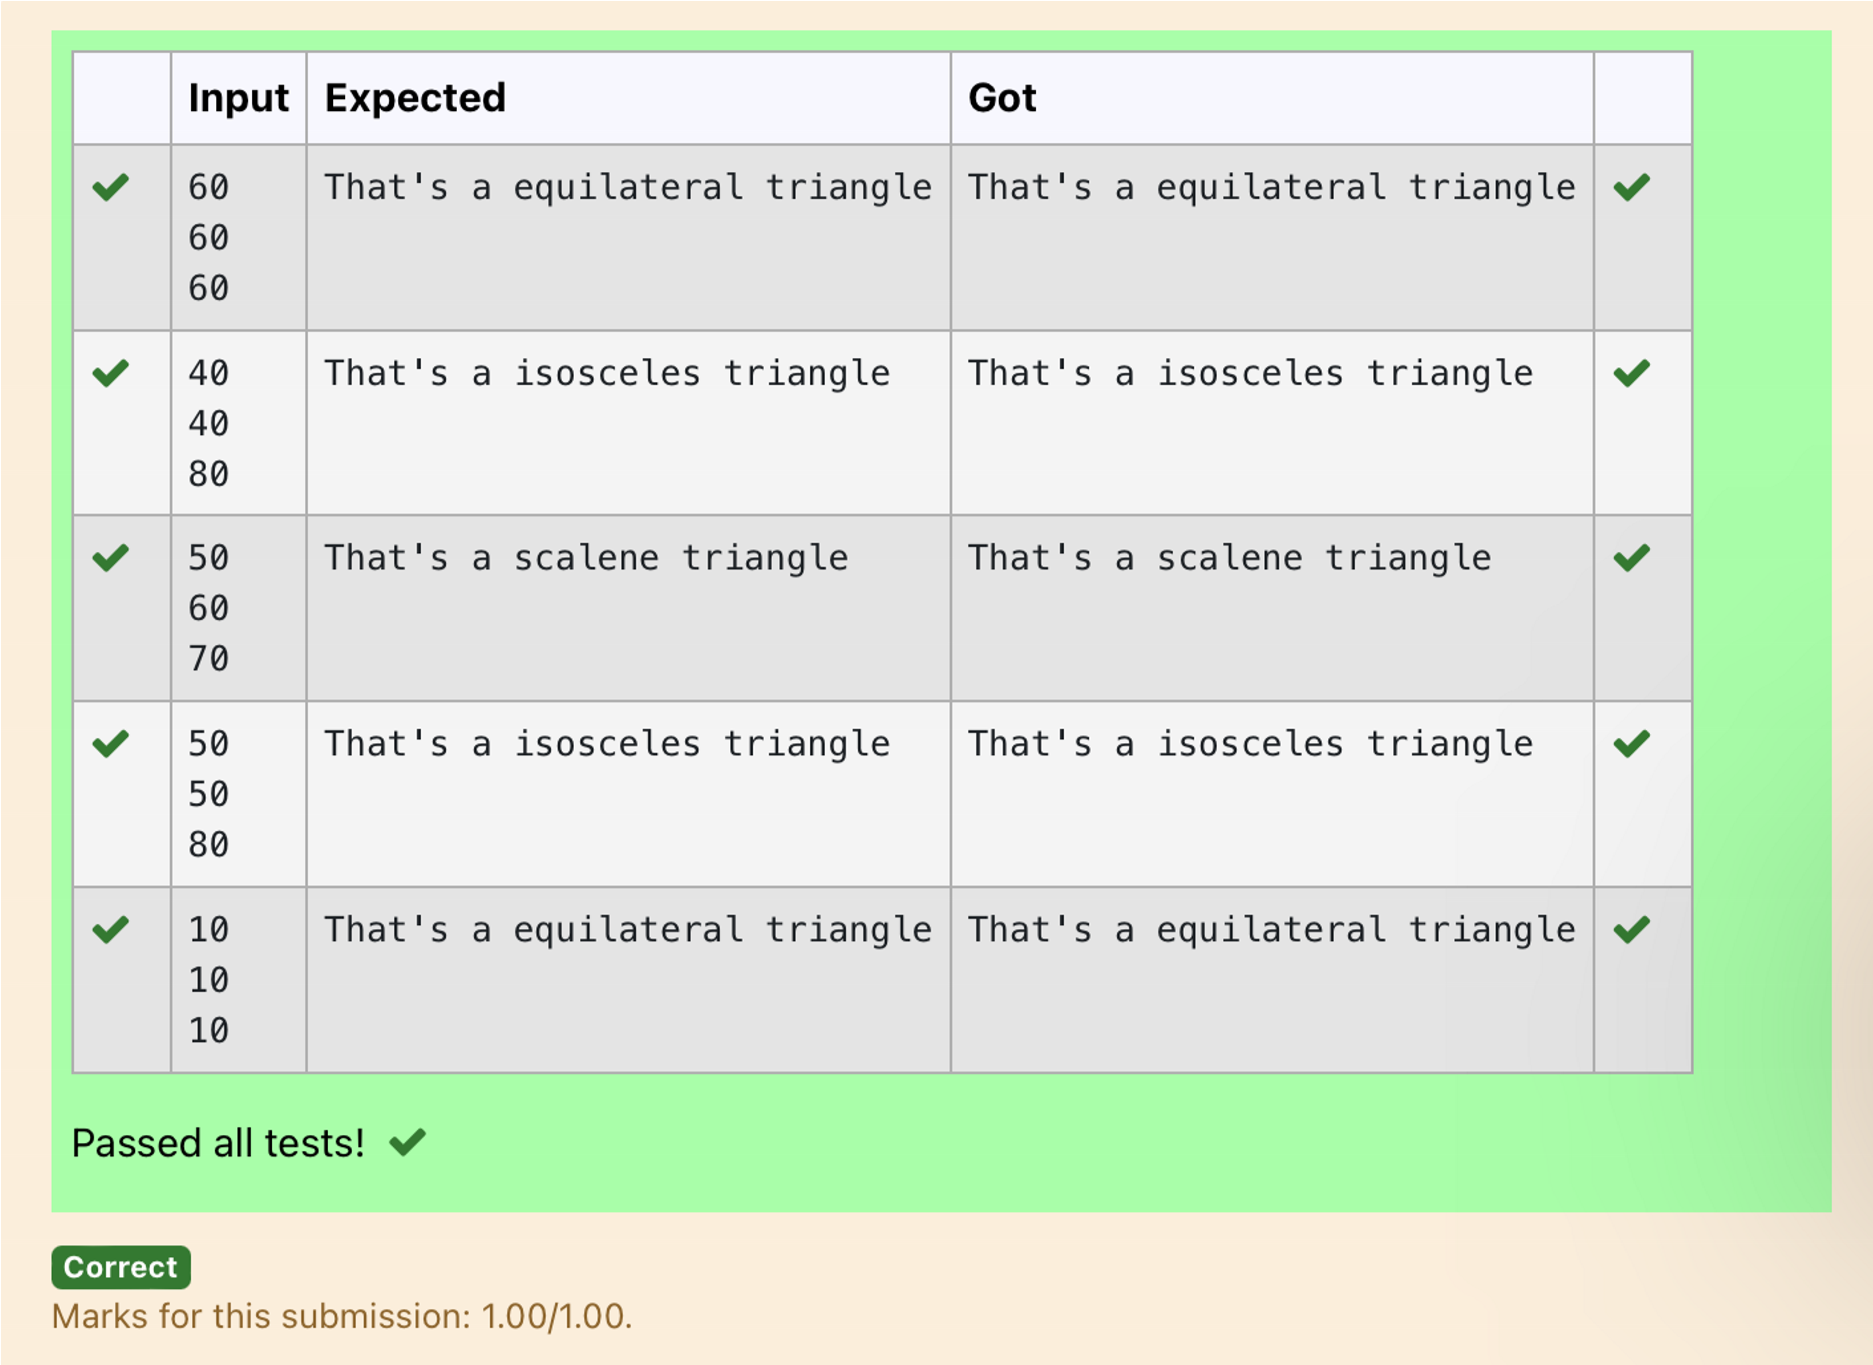 Input Expected Got
60 That's a equilateral triangle That's a equilateral triangle
60
60
40 That's a isosceles triangle That's a isosceles triangle
40
80
50 That's a scalene triangle That's a scalene triangle
60
70
50 That's a isosceles triangle That's a isosceles triangle
50
80
10 That's a equilateral triangle That's a equilateral triangle
10
10
Passed all tests!
Correct
Marks for this submission: 1.00/1.00.